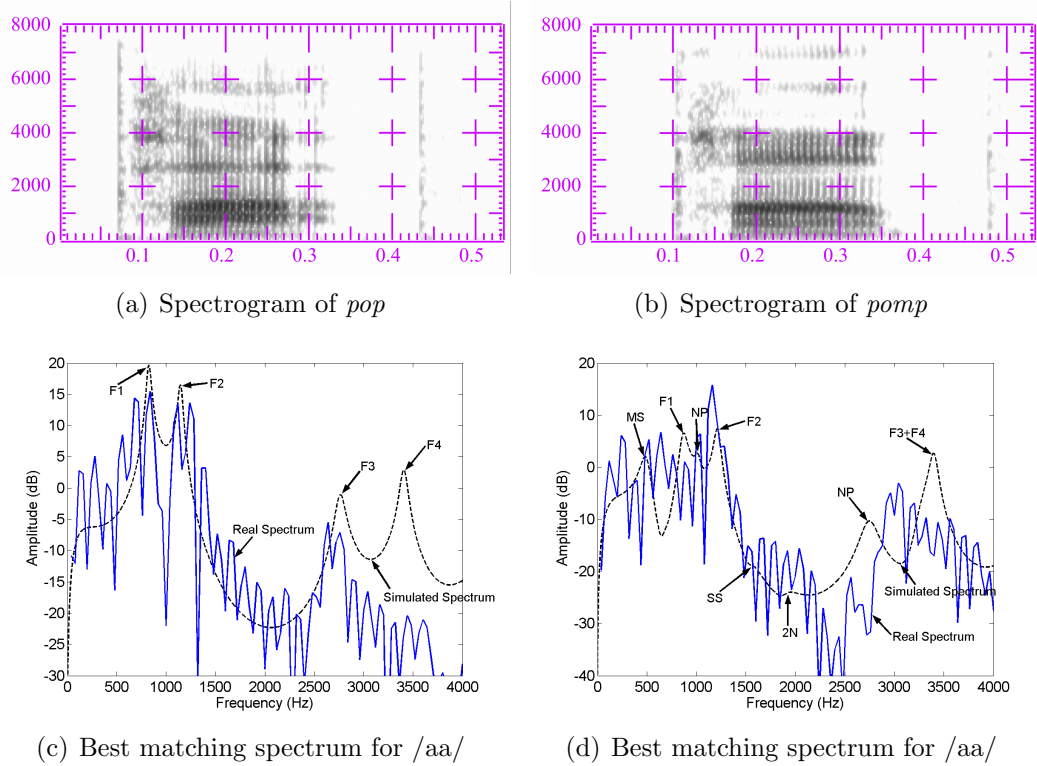 8000
6000
4000
2000
0
0.1 0.2 0.3 0.4 0.5
8000
6000
4000
2000
0
0.1 0.2 0.3 0.4 0.5
(a) Spectrogram of pop
(b) Spectrogram of pomp
20
15
10
5
0
-5
-10
-15
-20
-25
-30
Amplitude (dB)
F1
F2
F3
F4
Real Spectrum
Simulated Spectrum
0 500 1000 1500 2000 2500 3000 3500 4000
Frequency (Hz)
20
10
0
-10
-20
-30
-40
Amplitude (dB)
MS
F1
NP
F2
F3+F4
NP
SS
2N
Simulated Spectrum
Real Spectrum
0 500 1000 1500 2000 2500 3000 3500 4000
Frequency (Hz)
(c) Best matching spectrum for /aa/
(d) Best matching spectrum for /aa/